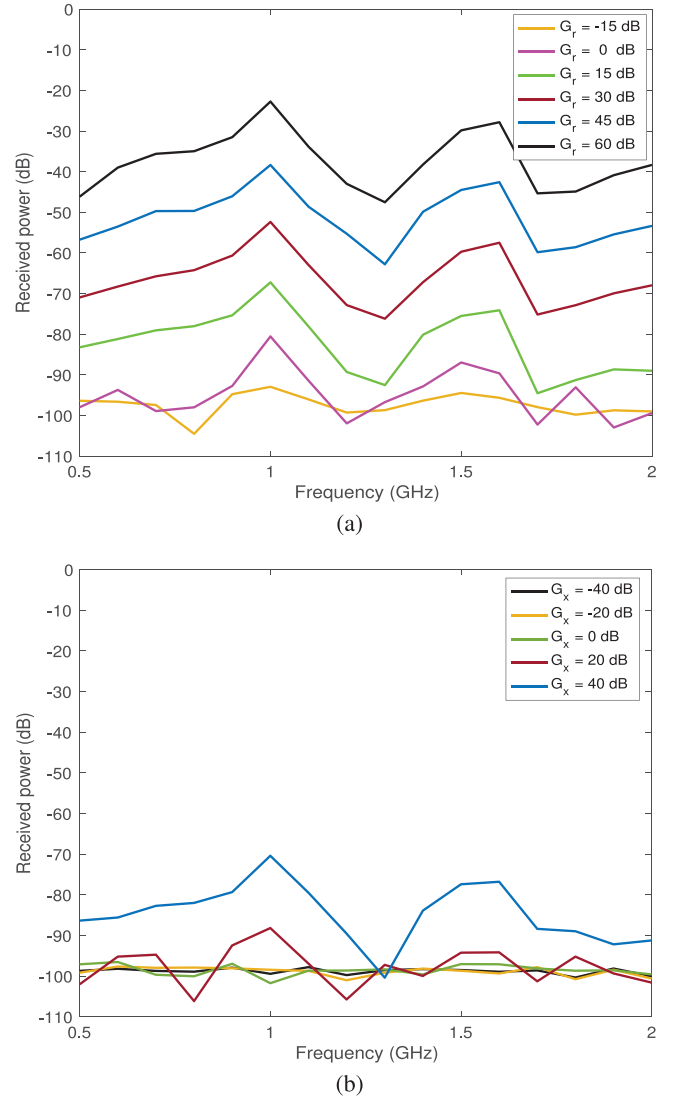 0
-10
-20
-30
-40
-50
-60
-70
-80
-90
-100
-110
Received power (dB)
G_r = -15 dB
G_r = 0 dB
G_r = 15 dB
G_r = 30 dB
G_r = 45 dB
G_r = 60 dB
0.5 1 1.5 2
Frequency (GHz)
(a)
0
-10
-20
-30
-40
-50
-60
-70
-80
-90
-100
-110
Received power (dB)
G_x = -40 dB
G_x = -20 dB
G_x = 0 dB
G_x = 20 dB
G_x = 40 dB
0.5 1 1.5 2
Frequency (GHz)
(b)